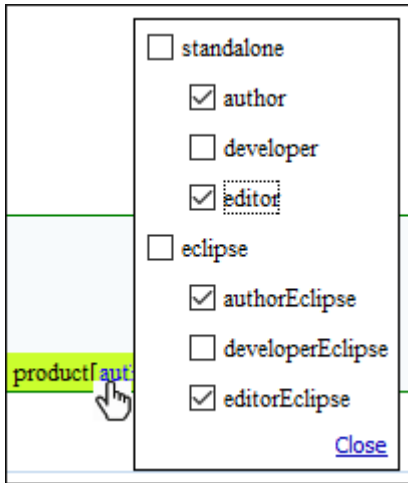 standalone
author
developer
editor
eclipse
authorEclipse
developerEclipse
product[
editorEclipse
Close